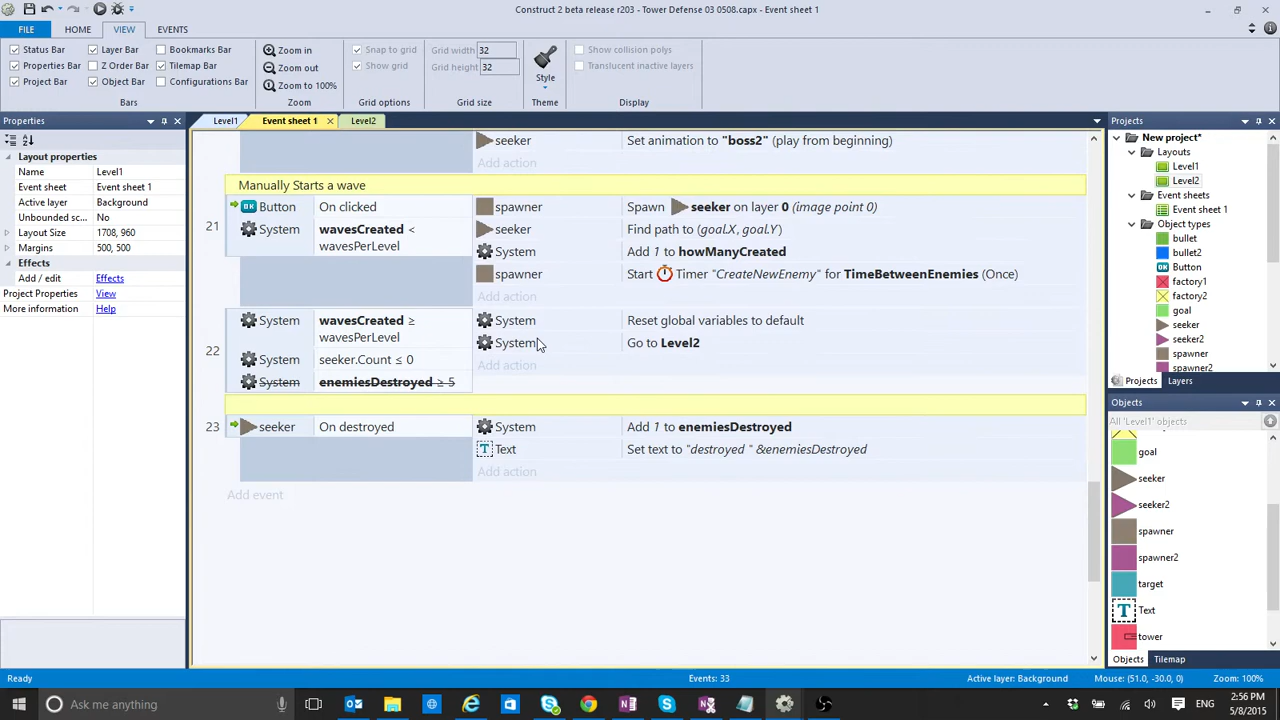 Construct 2 beta release r203 - Tower Defense 03 0508.capx - Event sheet 1
FILE HOME VIEW EVENTS
Status Bar Layer Bar Bookmarks Bar
Properties Bar Z Order Bar Tilemap Bar
Project Bar Object Bar Configurations Bar
Bars
Zoom in
Zoom out
Zoom to 100%
Zoom
Snap to grid
Show grid
Grid options
Grid width 32
Grid height 32
Grid size
Style
Theme
Show collision polys
Translucent inactive layers
Display
Properties
Layout properties
Name Level1
Event sheet Event sheet 1
Active layer Background
Unbounded sc... No
Layout Size 1708, 960
Margins 500, 500
Effects
Add / edit Effects
Project Properties View
More information Help
Level1 Event sheet 1 Level2
seeker Set animation to "boss2" (play from beginning)
Add action
Manually Starts a wave
21
Button On clicked
System wavesCreated <
wavesPerLevel
spawner Spawn seeker on layer 0 (image point 0)
seeker Find path to (goal.X, goal.Y)
System Add 1 to howManyCreated
spawner Start Timer "CreateNewEnemy" for TimeBetweenEnemies (Once)
Add action
22
System wavesCreated ≥
wavesPerLevel
System seeker.Count ≤ 0
System enemiesDestroyed ≥ 5
System Reset global variables to default
System Go to Level2
Add action
23
seeker On destroyed
System Add 1 to enemiesDestroyed
Text Set text to "destroyed " &enemiesDestroyed
Add action
Add event
Projects
New project*
Layouts
Level1
Level2
Event sheets
Event sheet 1
Object types
bullet
bullet2
Button
factory1
factory2
goal
seeker
seeker2
spawner
spawner2
Projects Layers
Objects
All 'Level1' objects
goal
seeker
seeker2
spawner
spawner2
target
Text
tower
Objects Tilemap
Ready Events: 33 Active layer: Background Mouse: (51.0, -30.0, 0) Zoom: 100%
Ask me anything
ENG
2:56 PM
5/8/2015